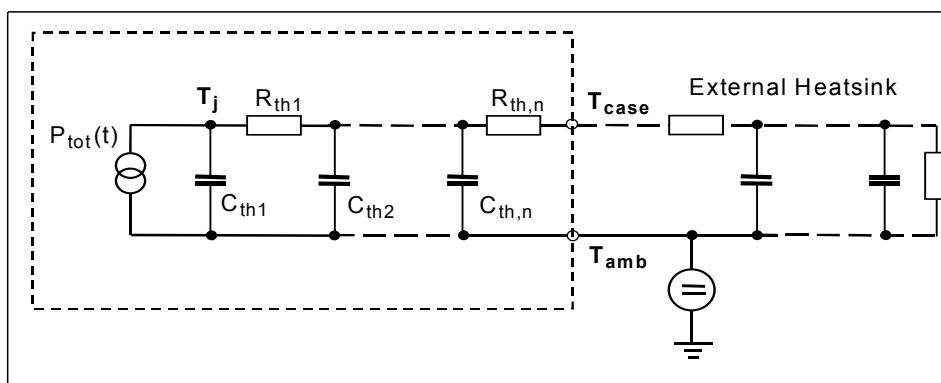 External Heatsink
Tj
Rth1
Rth,n
Tcase
Ptot(t)
Cth1
Cth2
Cth,n
Tamb